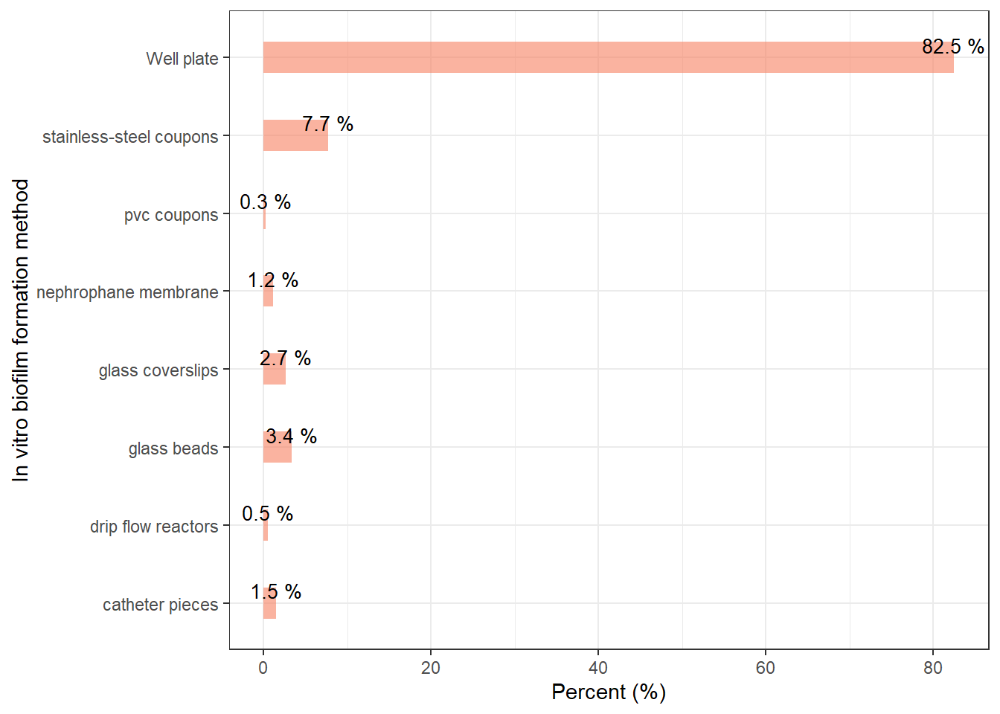 In vitro biofilm formation method
Well plate
82.5 %
stainless-steel coupons
7.7 %
pvc coupons
0.3 %
nephrophane membrane
1.2 %
glass coverslips
2.7 %
glass beads
3.4 %
drip flow reactors
0.5 %
catheter pieces
1.5 %
0 20 40 60 80
Percent (%)